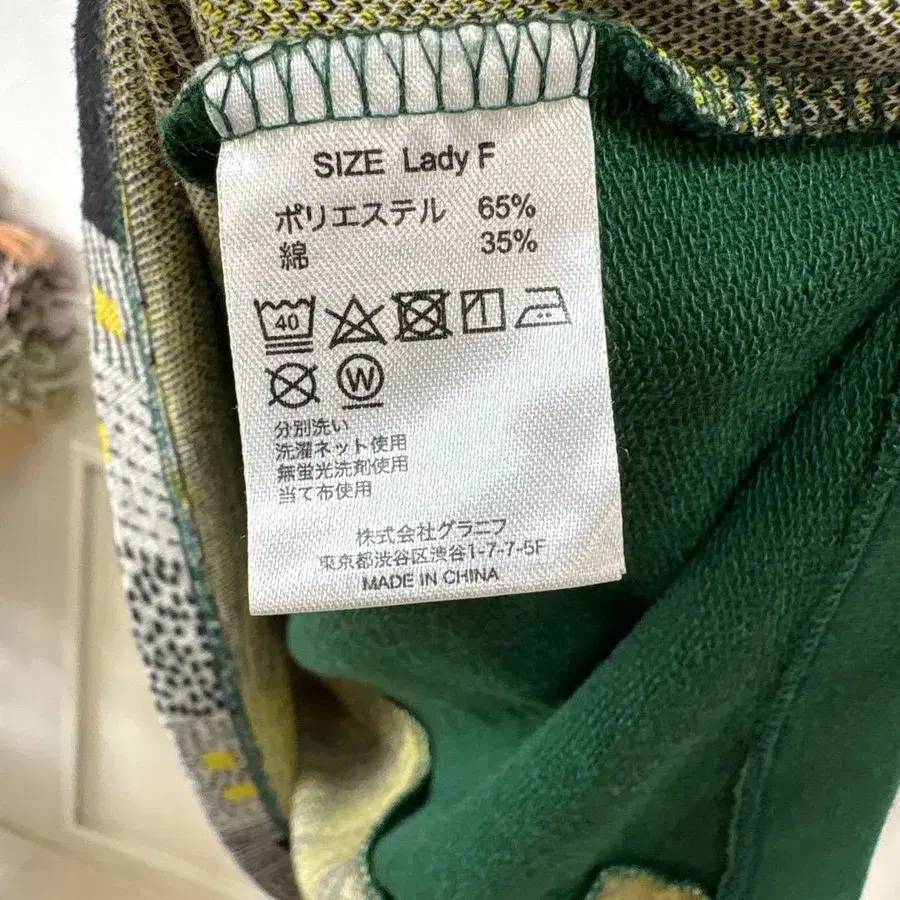 SIZE Lady F
ポリエステル 65%
綿 35%
40
W
分別洗い
洗濯ネット使用
無蛍光洗剤使用
当て布使用
株式会社グラニフ
東京都渋谷区渋谷1-7-7-5F
MADE IN CHINA